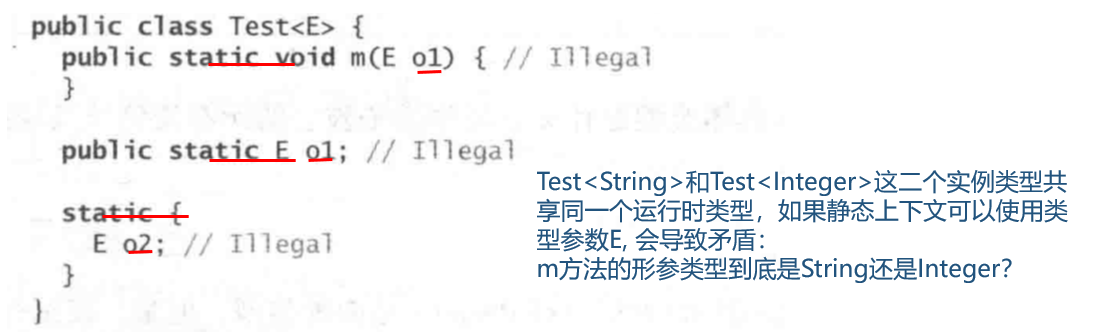 public class Test<E> {
public static void m(E o1) { // Illegal
}
public static E o1; // Illegal
static {
E o2; // Illegal
}
}
Test<String>和Test<Integer>这二个实例类型共
享同一个运行时类型，如果静态上下文可以使用类
型参数E, 会导致矛盾：
m方法的形参类型到底是String还是Integer？